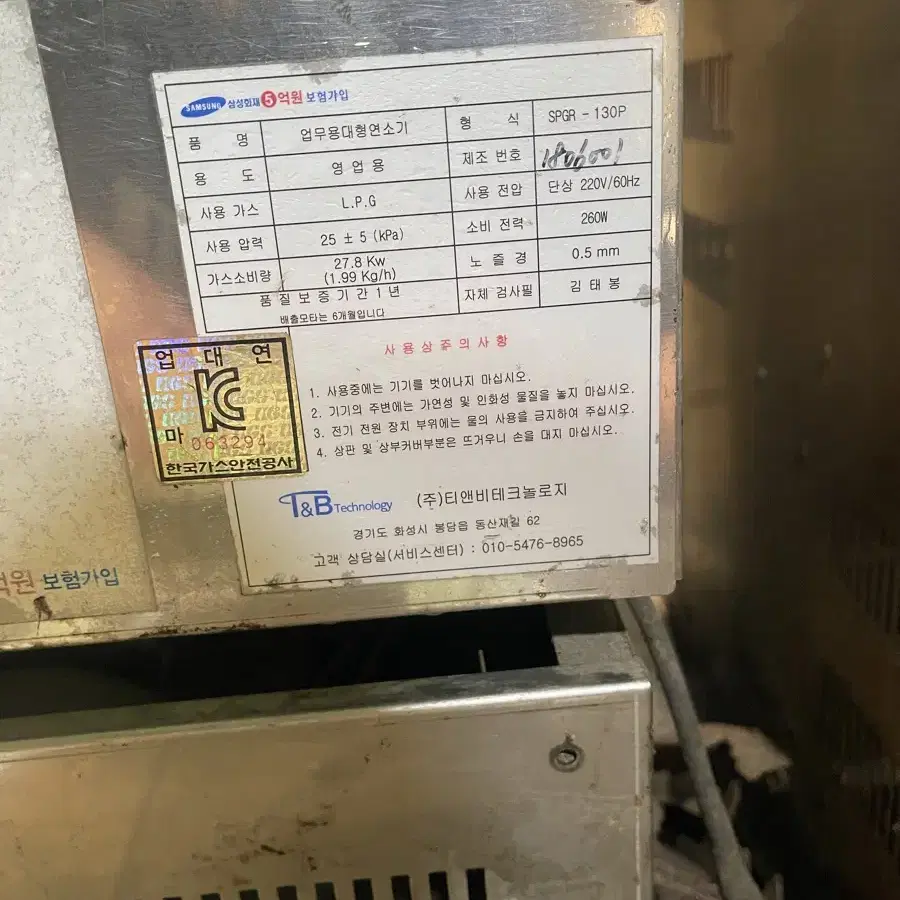 SAMSUNG 삼성화재 5 억원 보험가입
품 명 업무용대형연소기 형 식 SPGR - 130P
용 도 영 업 용 제조 번호 1806001
사용 가스 L.P.G 사용 전압 단상 220V/60Hz
사용 압력 25 ± 5 (kPa) 소비 전력 260W
가스소비량 27.8 Kw (1.99 Kg/h) 노 즐 경 0.5 mm
품 질 보 증 기 간 1 년 자체 검사필 김 태 봉
배출모타는 6개월입니다
사 용 상 주 의 사 항
1. 사용중에는 기기를 벗어나지 마십시오.
2. 기기의 주변에는 가연성 및 인화성 물질을 놓지 마십시오.
3. 전기 전원 장치 부위에는 물의 사용을 금지하여 주십시오.
4. 상판 및 상부커버부분은 뜨거우니 손을 대지 마십시오.
T&B Technology (주)티앤비테크놀로지
경기도 화성시 봉담읍 동산재길 62
고객 상담실(서비스센터) : 010-5476-8965
업 대 연
KC
마 063294
한국가스안전공사
억원 보험가입